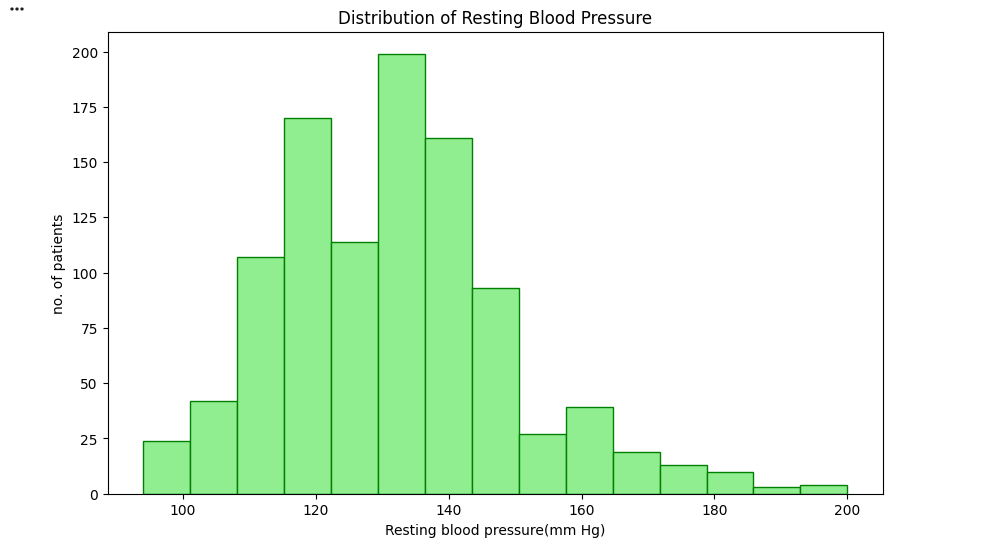 ...
Distribution of Resting Blood Pressure
200
175
150
125
100
75
50
25
0
no. of patients
100 120 140 160 180 200
Resting blood pressure(mm Hg)